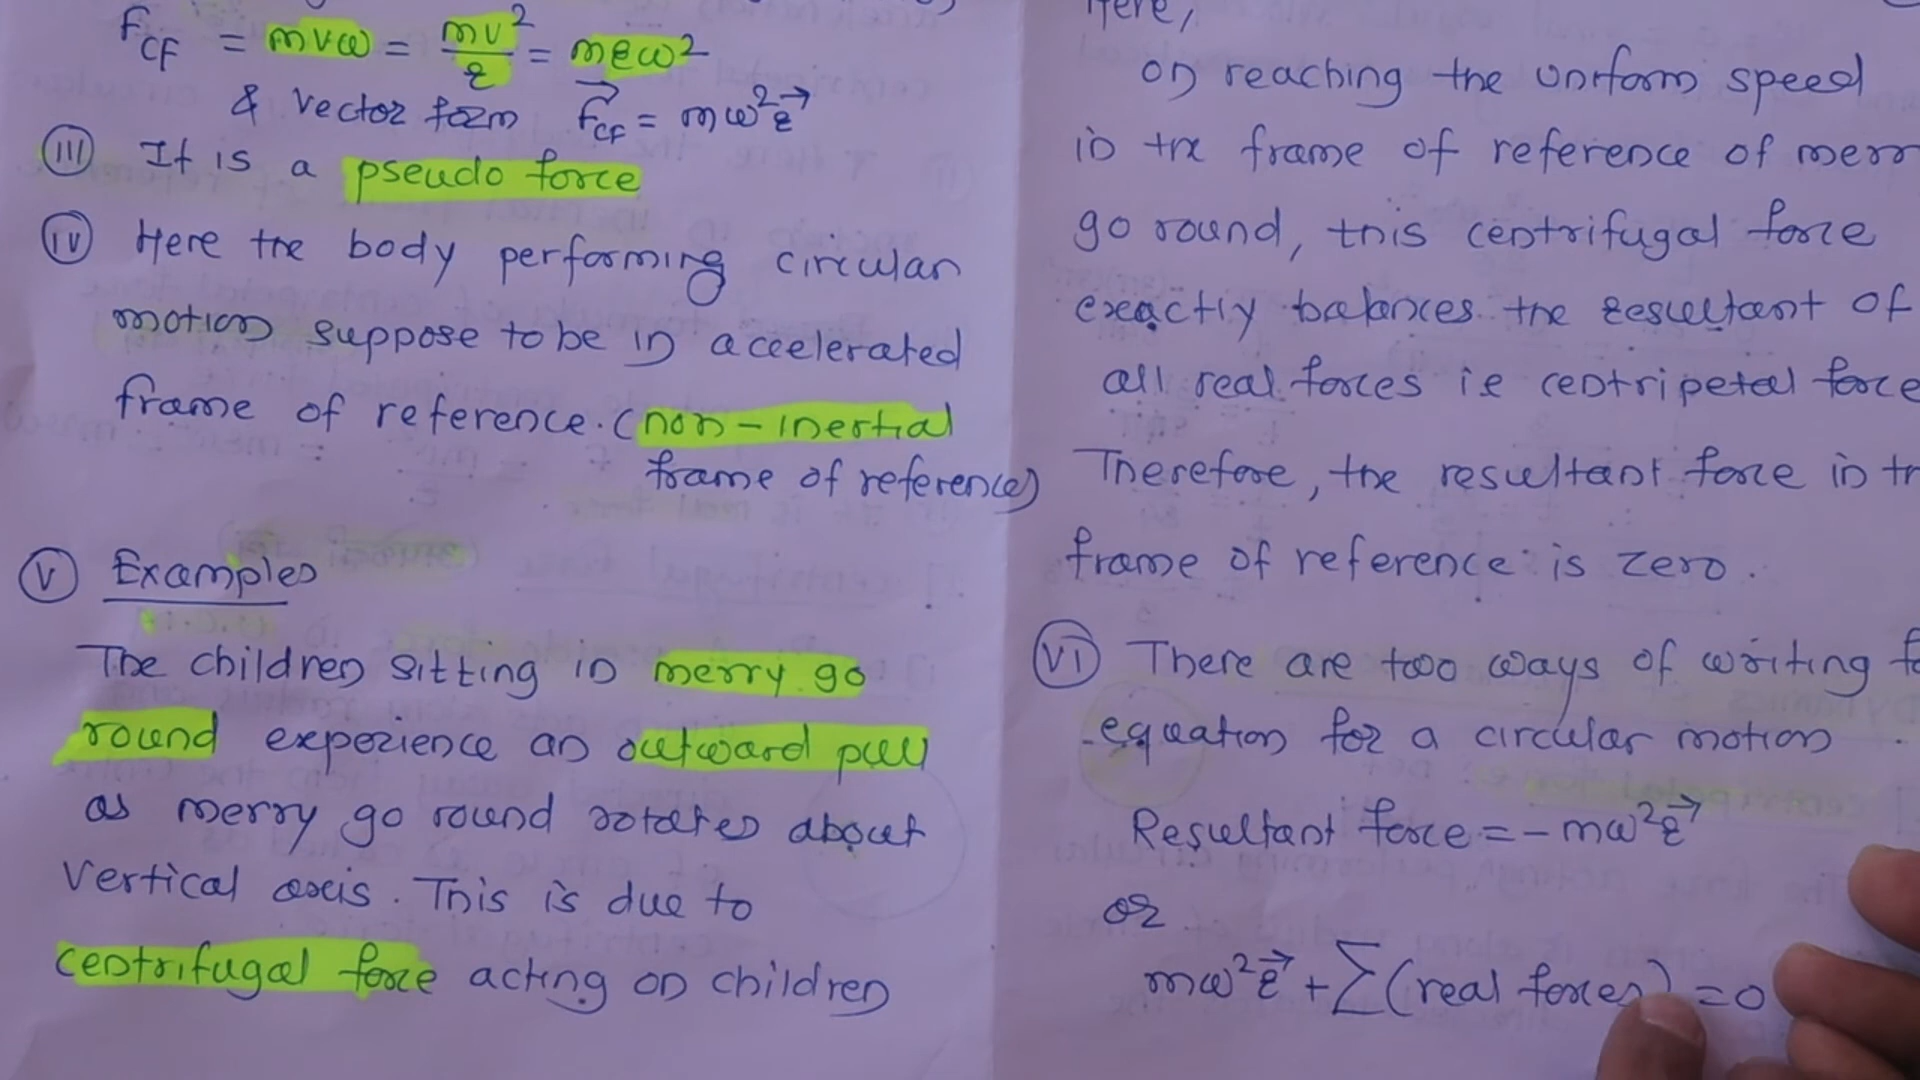 F_CF = mvω = mv²/r = mrω²
& vector form F⃗_CF = mω²r⃗
(III) It is a pseudo force
(IV) Here the body performing circular
motion suppose to be in accelerated
frame of reference. (non-inertial
frame of reference)
(V) Examples
The children sitting in merry go
round experience an outward pull
as merry go round rotates about
vertical axis. This is due to
centrifugal force acting on children
Here,
on reaching the uniform speed
in the frame of reference of merr
go round, this centrifugal force
exactly balances the resultant of
all real forces ie centripetal force
Therefore, the resultant force in th
frame of reference is zero.
(VI) There are two ways of writing fo
equation for a circular motion
Resultant force = -mω²r⃗
or
mω²r⃗ + Σ(real forces) = 0